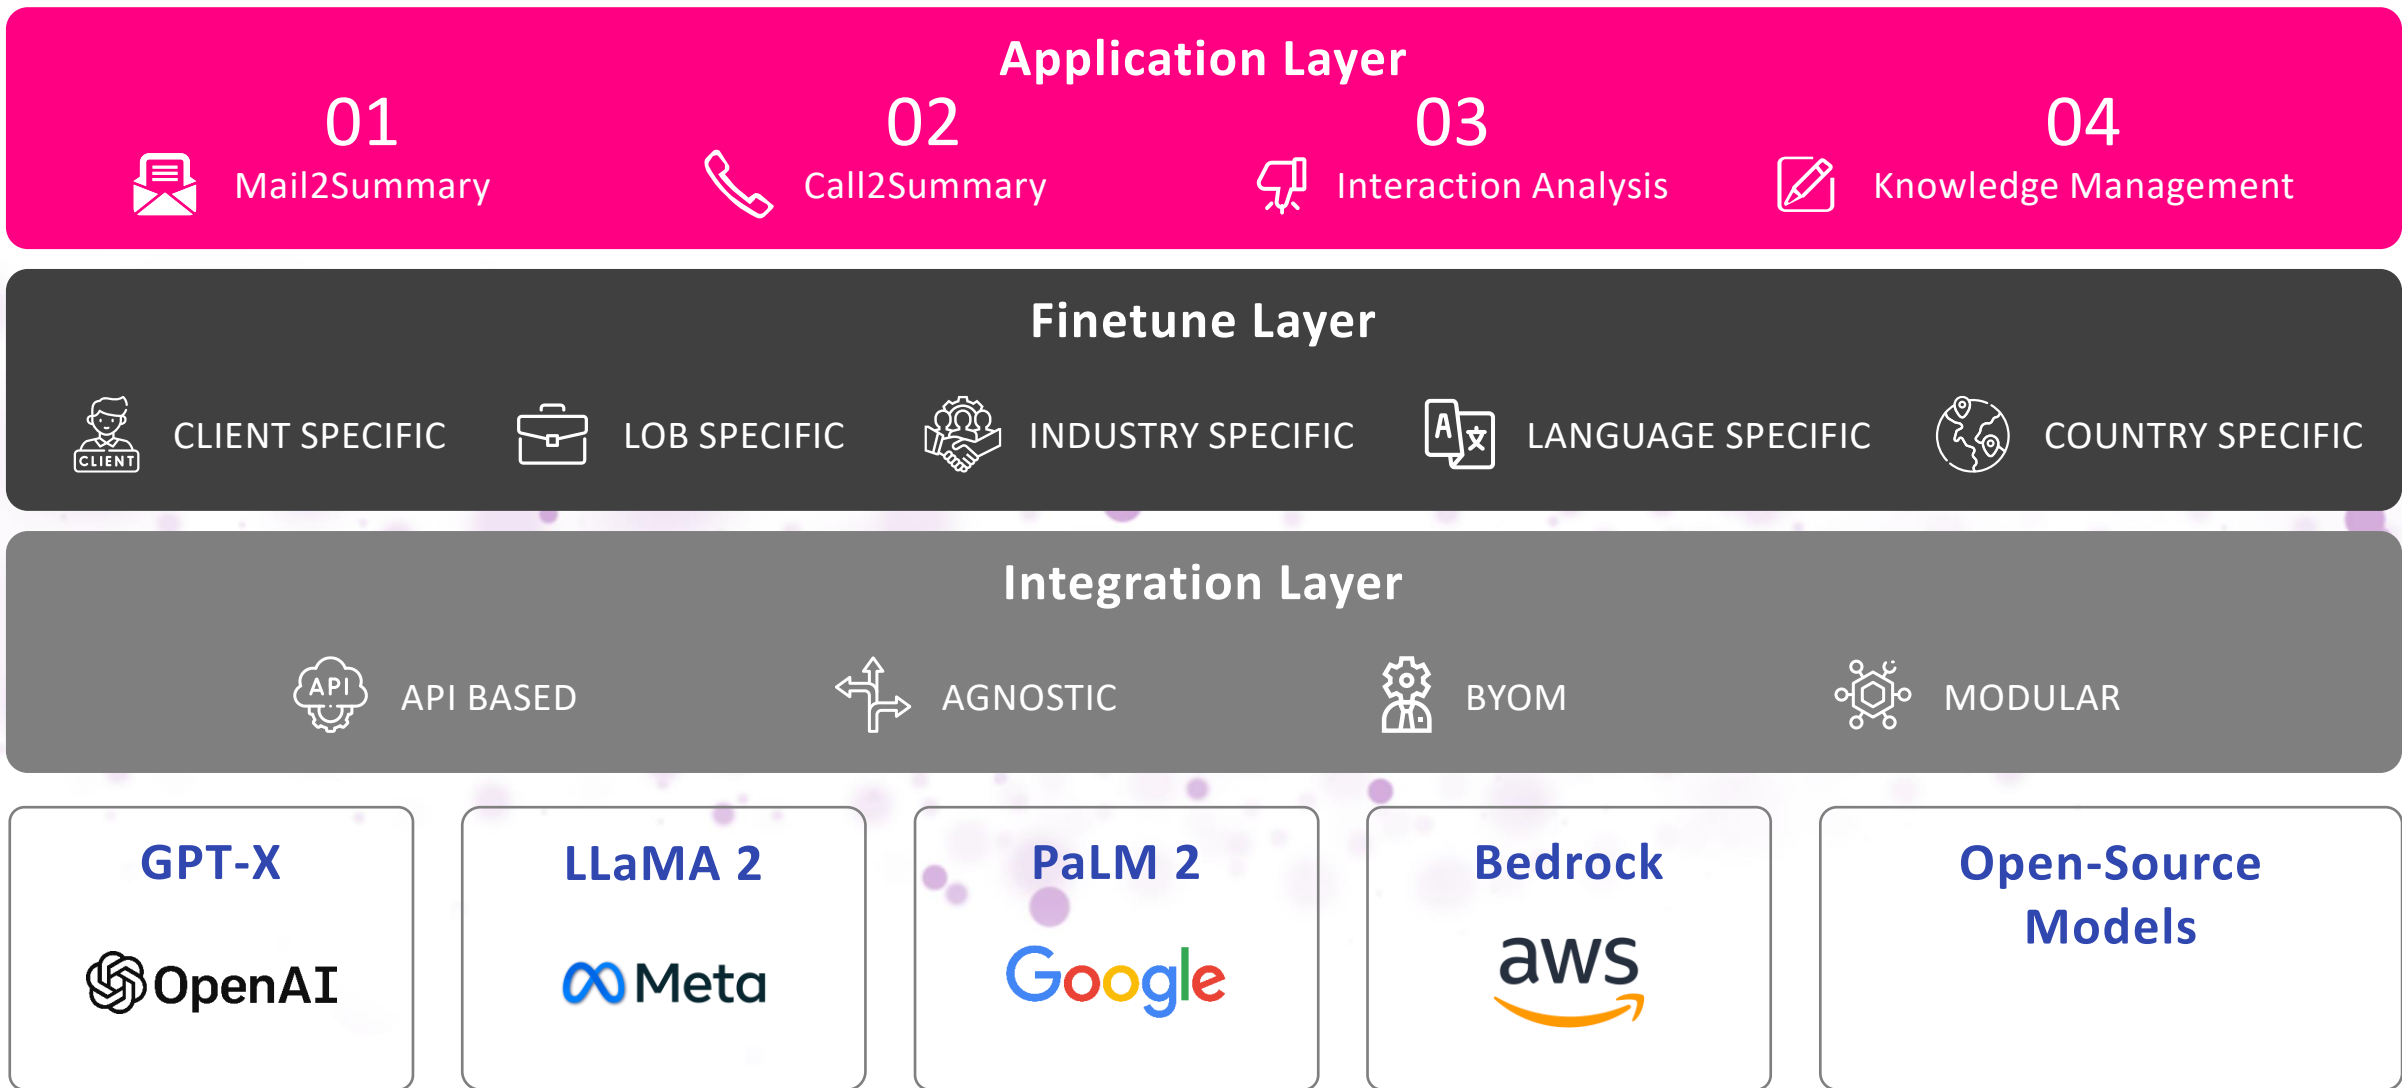 Application Layer
01
02
03
04
Mail2Summary
Call2Summary
Interaction Analysis
Knowledge Management
Finetune Layer
CLIENT
CLIENT SPECIFIC
LOB SPECIFIC
INDUSTRY SPECIFIC
A 文
LANGUAGE SPECIFIC
COUNTRY SPECIFIC
Integration Layer
API
API BASED
AGNOSTIC
BYOM
MODULAR
GPT-X
OpenAI
LLaMA 2
Meta
PaLM 2
Google
Bedrock
aws
Open-Source
Models